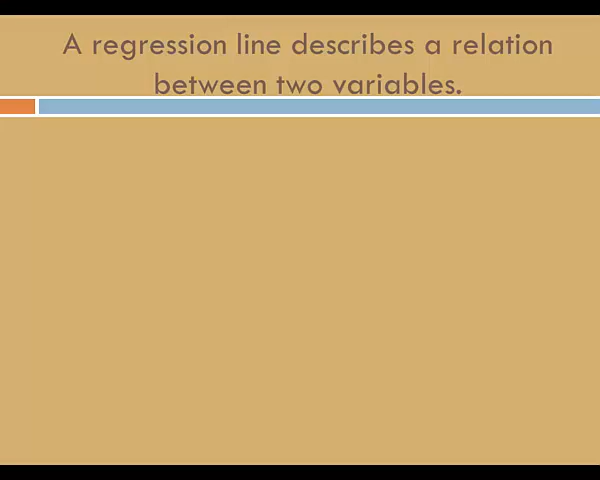 A regression line describes a relation
between two variables.